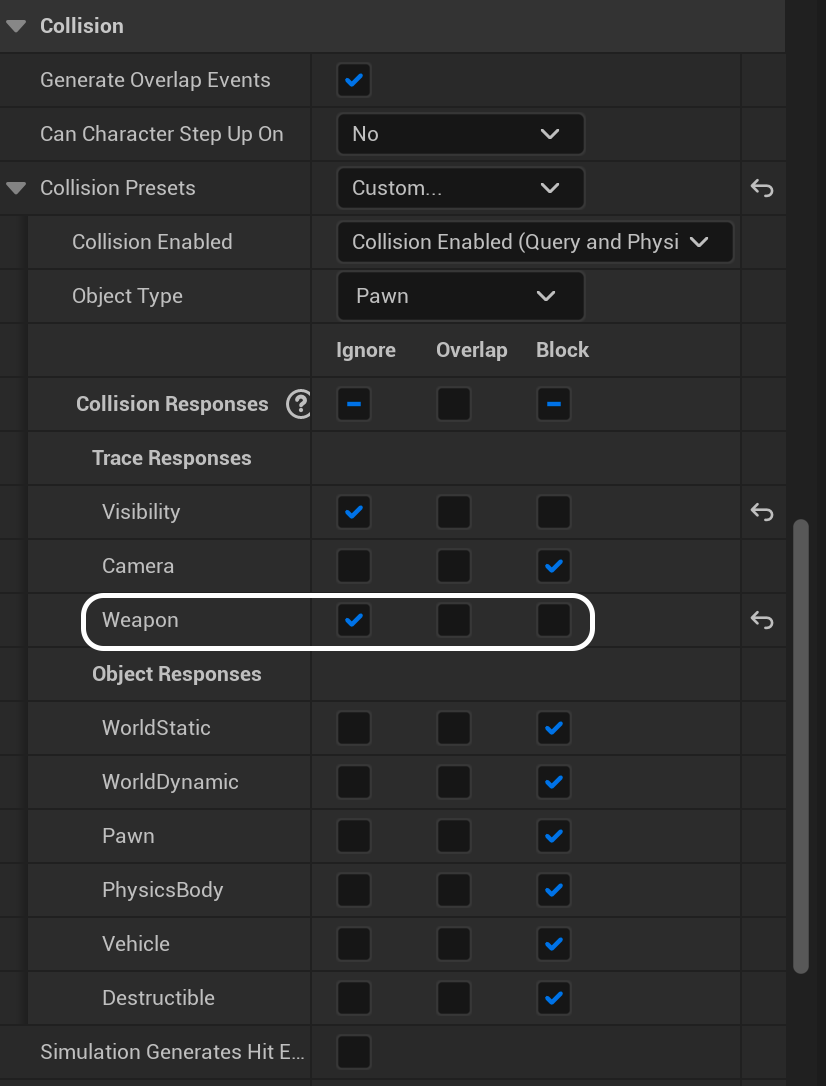 Collision
Generate Overlap Events
Can Character Step Up On No
Collision Presets Custom...
Collision Enabled Collision Enabled (Query and Physi
Object Type Pawn
Ignore Overlap Block
Collision Responses ?
Trace Responses
Visibility
Camera
Weapon
Object Responses
WorldStatic
WorldDynamic
Pawn
PhysicsBody
Vehicle
Destructible
Simulation Generates Hit E...